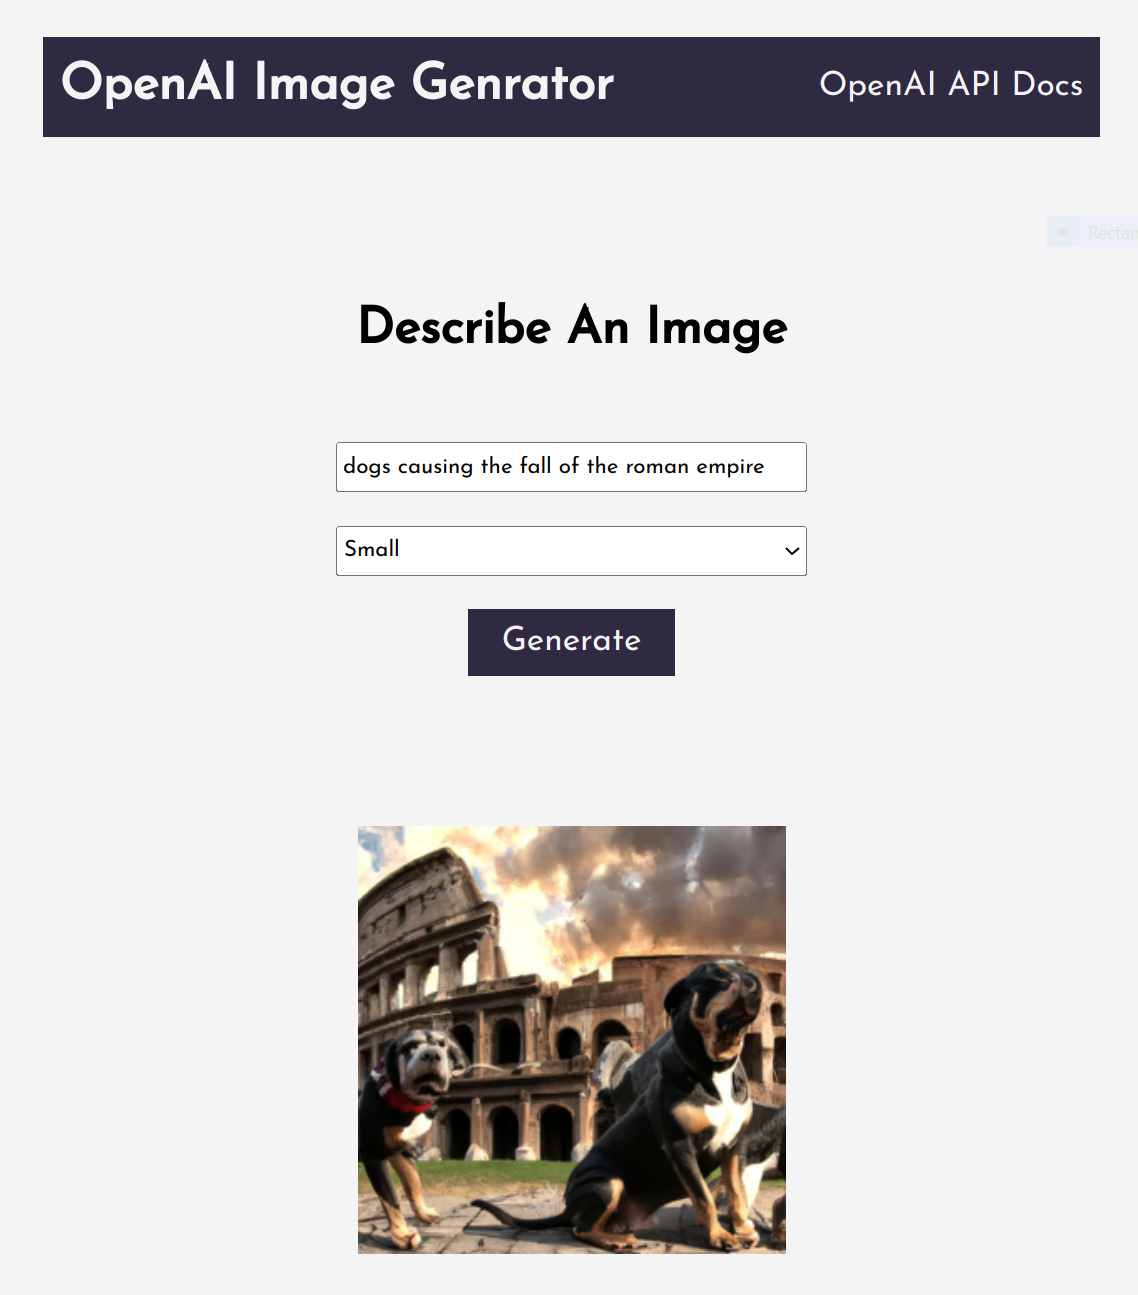 OpenAI Image Genrator
OpenAI API Docs
Describe An Image
dogs causing the fall of the roman empire
Small
Generate